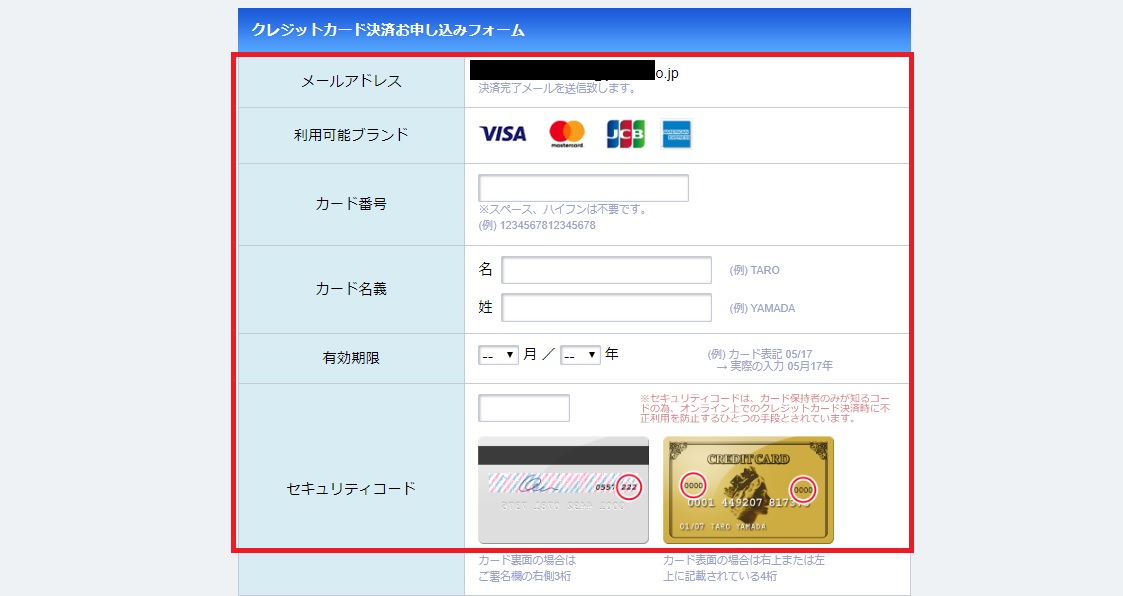 クレジットカード決済お申し込みフォーム
メールアドレス
o.jp
決済完了メールを送信致します。
利用可能ブランド
VISA mastercard. JCB AMERICAN EXPRESS
カード番号
※スペース、ハイフンは不要です。
(例) 1234567812345678
カード名義
名 (例) TARO
姓 (例) YAMADA
有効期限
-- 月 ／ -- 年
(例) カード表記 05/17
→ 実際の入力 05月17年
セキュリティコード
※セキュリティコードは、カード保持者のみが知るコー
ドの為、オンライン上でのクレジットカード決済時に不
正利用を防止するひとつの手段とされています。
0557 222
CREDIT CARD
0000 0000
0001 449207
01/07 TARO YAMADA
カード裏面の場合は
ご署名欄の右側3桁
カード表面の場合は右上または左
上に記載されている4桁